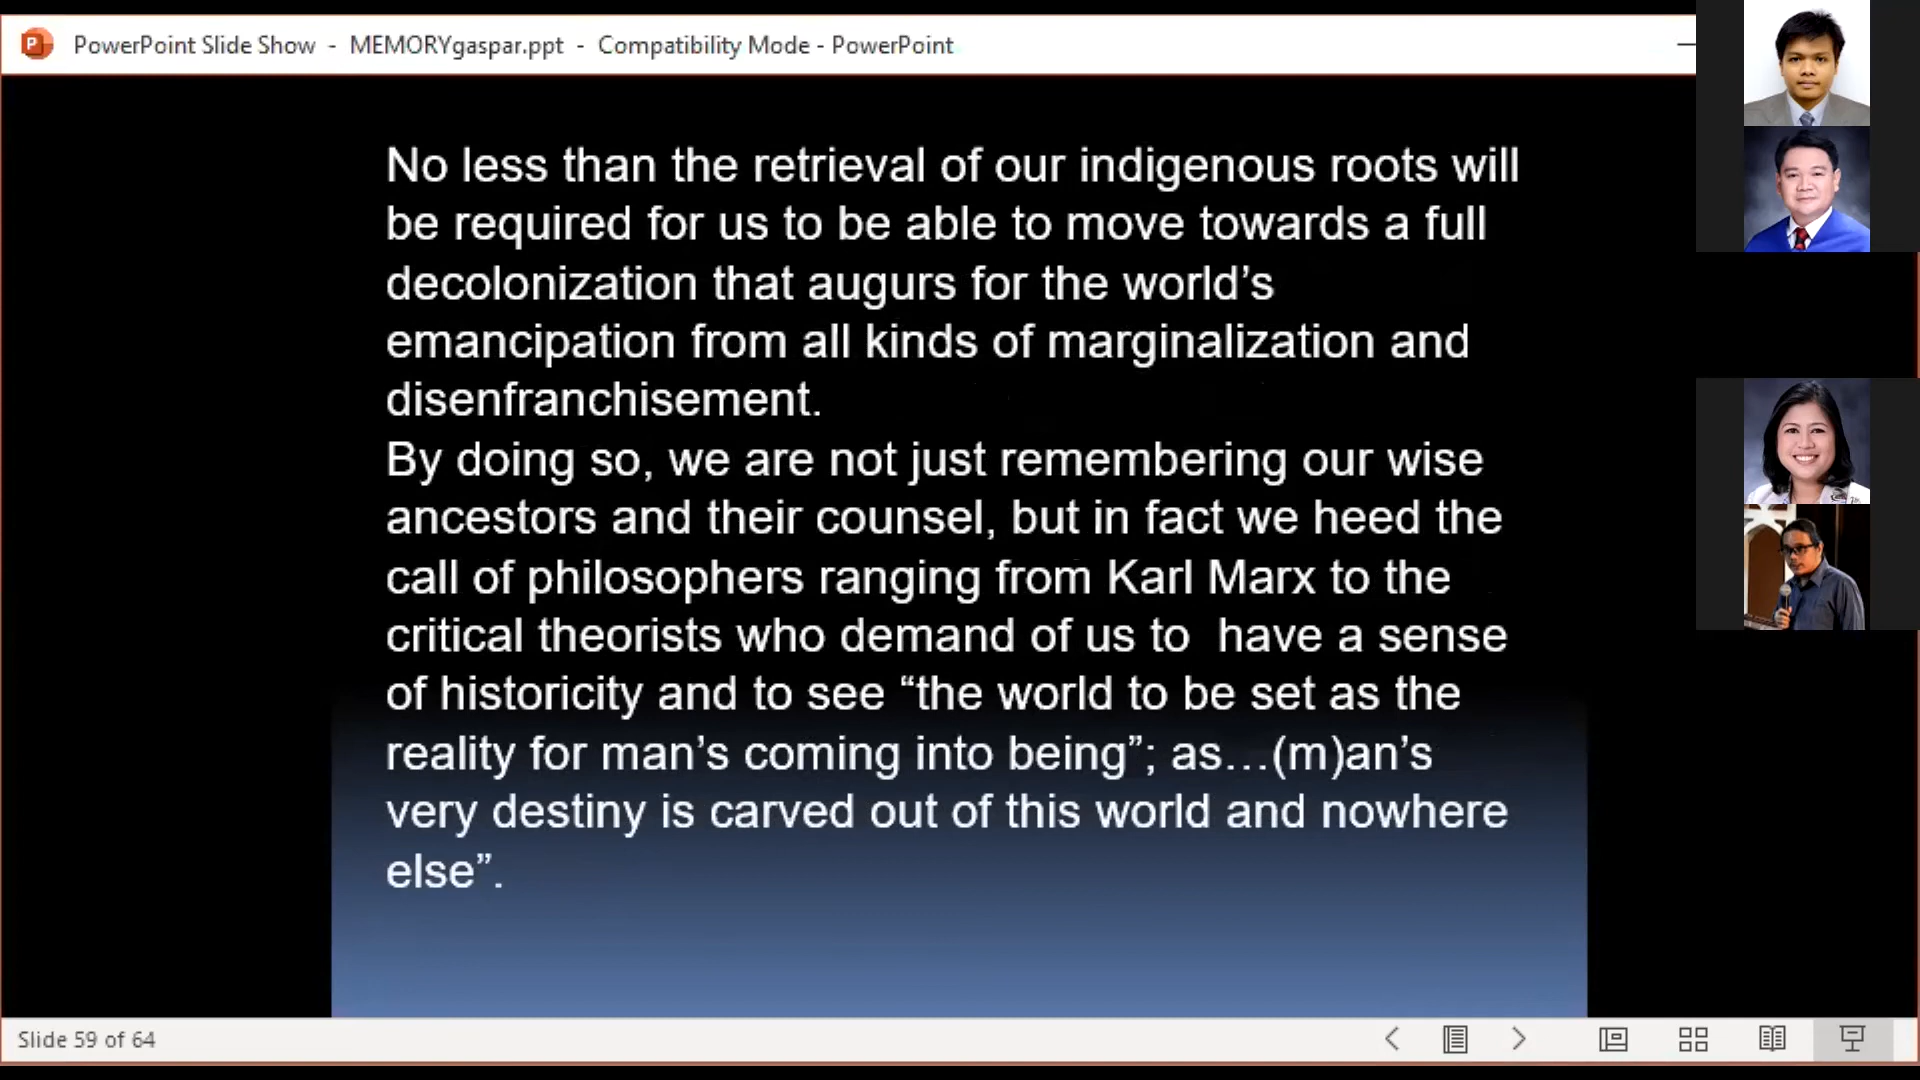 PowerPoint Slide Show - MEMORYgaspar.ppt - Compatibility Mode - PowerPoint
No less than the retrieval of our indigenous roots will
be required for us to be able to move towards a full
decolonization that augurs for the world’s
emancipation from all kinds of marginalization and
disenfranchisement.
By doing so, we are not just remembering our wise
ancestors and their counsel, but in fact we heed the
call of philosophers ranging from Karl Marx to the
critical theorists who demand of us to  have a sense
of historicity and to see “the world to be set as the
reality for man’s coming into being”; as…(m)an’s
very destiny is carved out of this world and nowhere
else”.
Slide 59 of 64